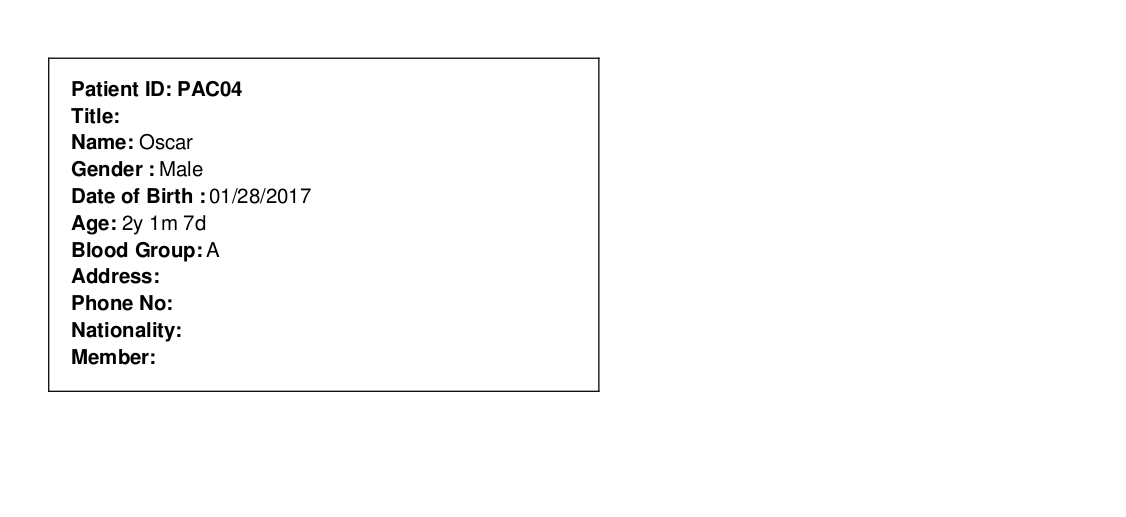 Patient ID: PAC04
Title:
Name: Oscar
Gender : Male
Date of Birth : 01/28/2017
Age: 2y 1m 7d
Blood Group: A
Address:
Phone No:
Nationality:
Member: